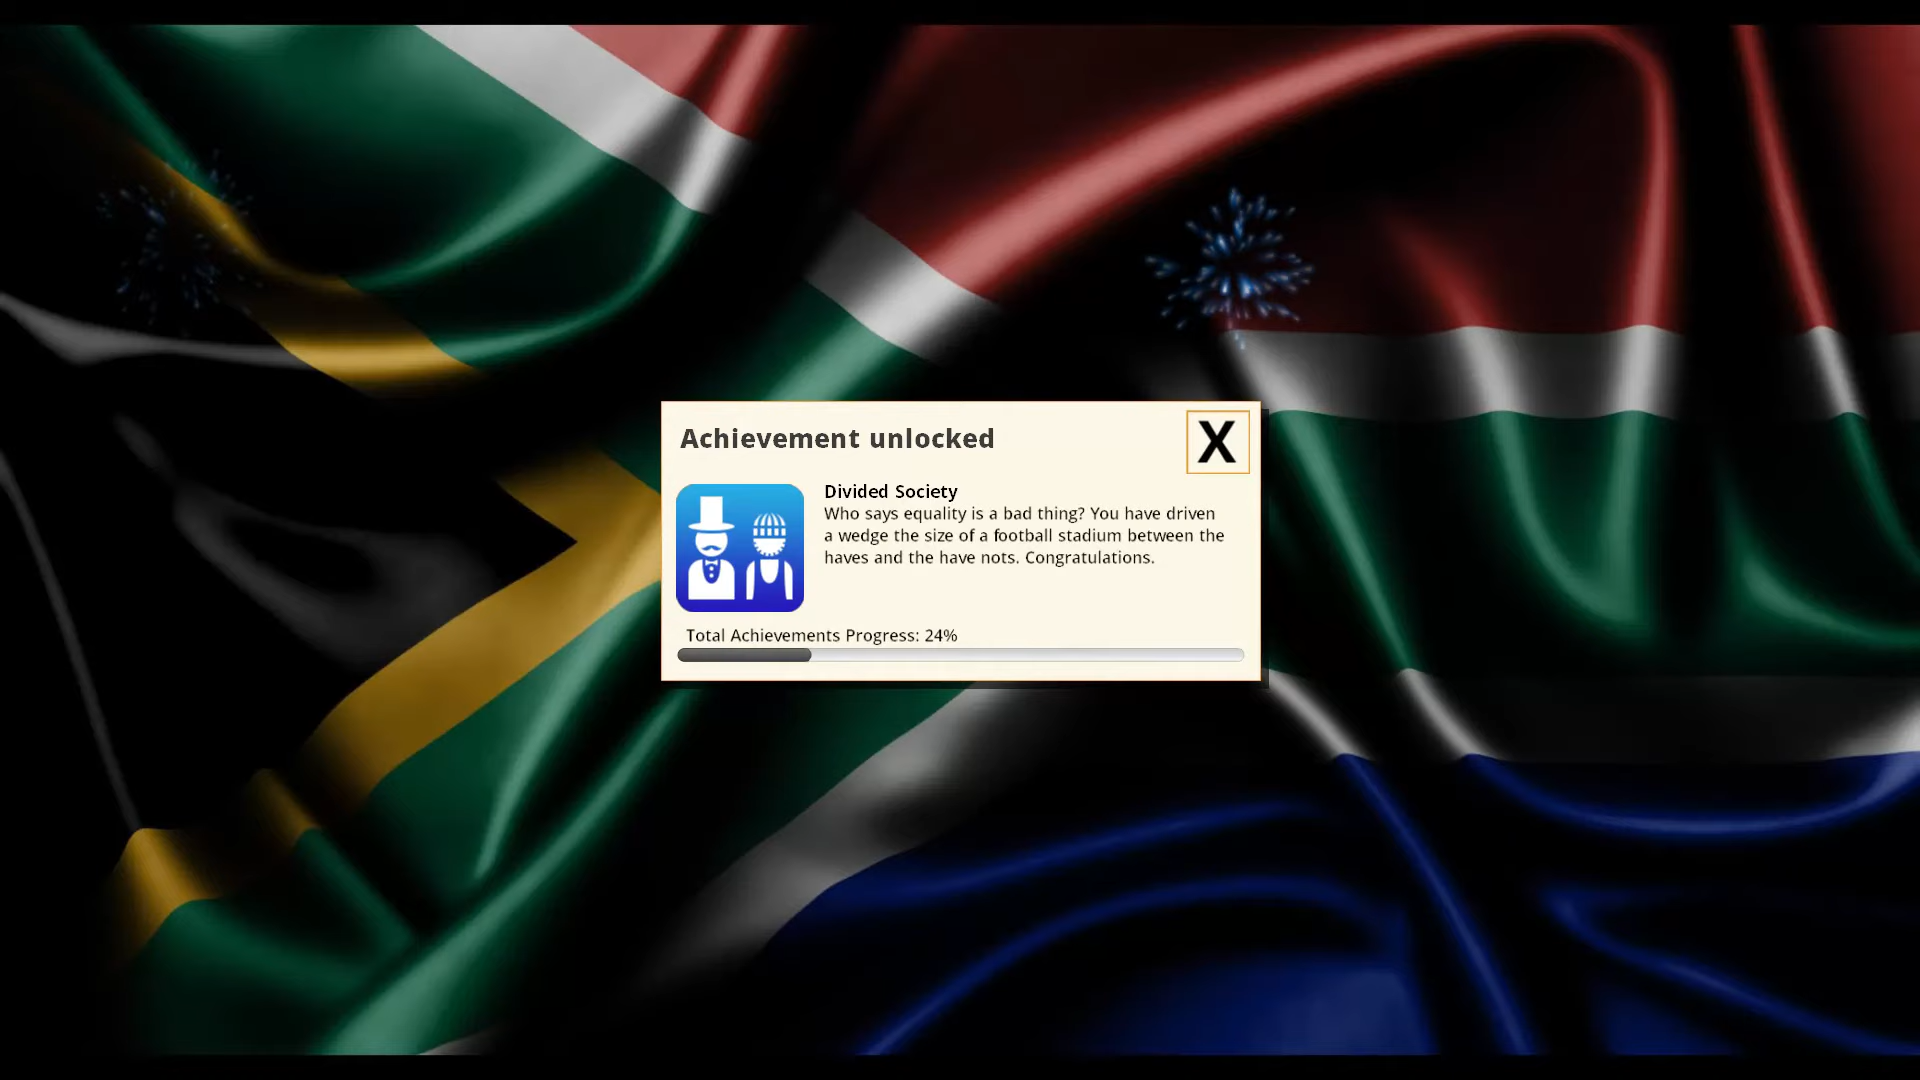 Achievement unlocked
X
Divided Society
Who says equality is a bad thing? You have driven
a wedge the size of a football stadium between the
haves and the have nots. Congratulations.
Total Achievements Progress: 24%